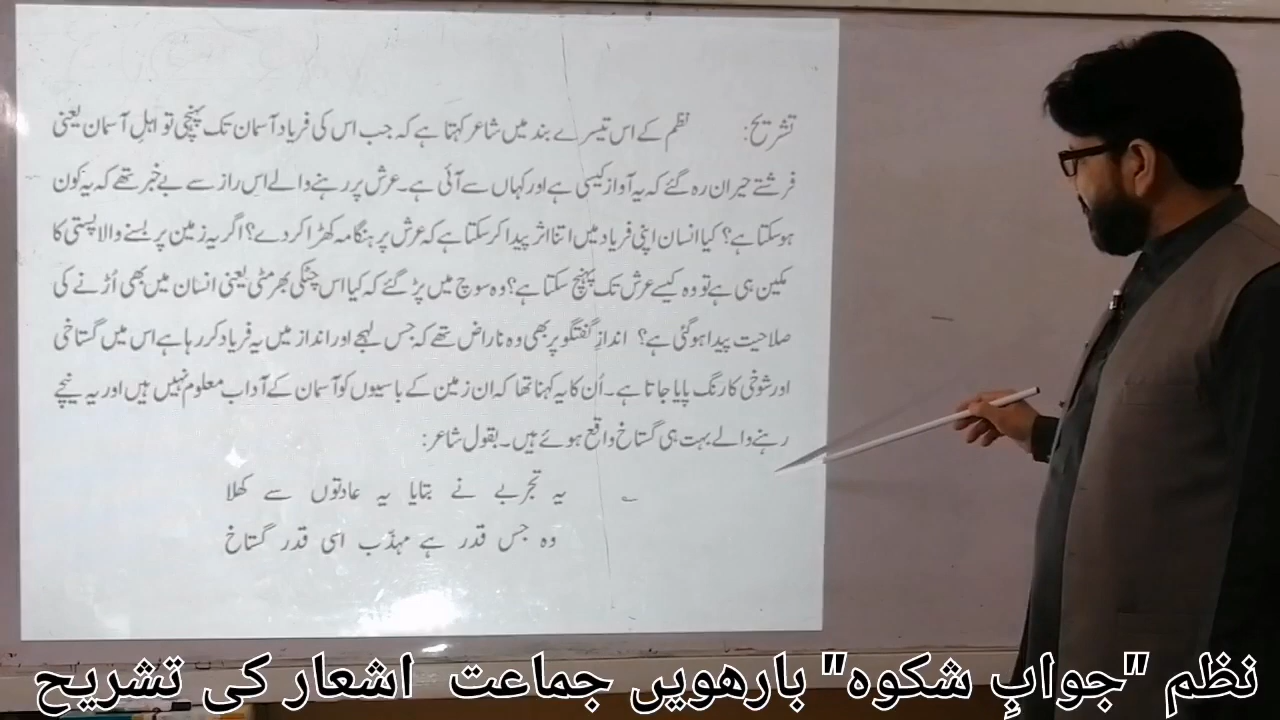 تشریح: نظم کے اس تیسرے بند میں شاعر کہتا ہے کہ جب اس کی فریاد آسمان تک پہنچی تو اہلِ آسمان یعنی
فرشتے حیران رہ گئے کہ یہ آواز کیسی ہے اور کہاں سے آئی ہے۔ عرش پر رہنے والے اس راز سے بے خبر تھے کہ یہ کون
ہوسکتا ہے؟ کیا انسان اپنی فریاد میں اتنا اثر پیدا کر سکتا ہے کہ عرش پر ہنگامہ کھڑا کر دے؟ اگر یہ زمین پر بسنے والا پستی کا
مکین ہی ہے تو وہ کیسے عرش تک پہنچ سکتا ہے؟ وہ سوچ میں پڑ گئے کہ کیا اس چٹکی بھر مٹی یعنی انسان میں بھی اُڑنے کی
صلاحیت پیدا ہوگئی ہے؟ اندازِ گفتگو پر بھی وہ ناراض تھے کہ جس لہجے اور انداز میں یہ فریاد کر رہا ہے اس میں گستاخی
اور شوخی کا رنگ پایا جاتا ہے۔ اُن کا یہ کہنا تھا کہ ان زمین کے باسیوں کو آسمان کے آداب معلوم نہیں ہیں اور یہ نیچے
رہنے والے بہت ہی گستاخ واقع ہوئے ہیں۔ بقول شاعر:
؎ یہ تجربے نے بتایا یہ عادتوں سے کھلا
وہ جس قدر ہے مہذّب اسی قدر گستاخ
نظم "جوابِ شکوہ" بارھویں جماعت اشعار کی تشریح